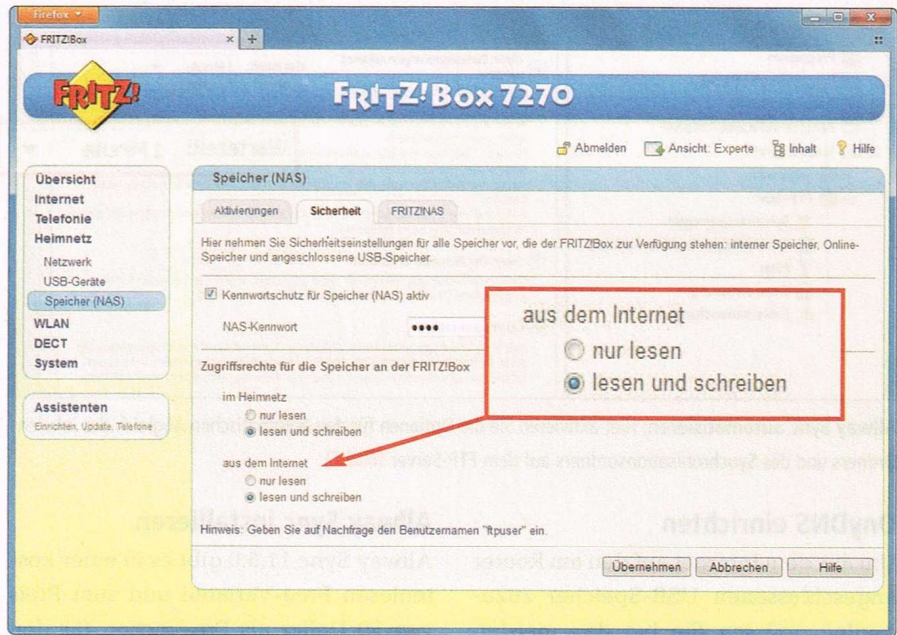 Firefox
FRITZ!Box
FRITZ!
FRITZ!Box 7270
Abmelden Ansicht: Experte Inhalt Hilfe
Übersicht
Internet
Telefonie
Heimnetz
Netzwerk
USB-Geräte
Speicher (NAS)
WLAN
DECT
System
Assistenten
Einrichten, Update, Telefone
Speicher (NAS)
Aktivierungen Sicherheit FRITZ!NAS
Hier nehmen Sie Sicherheitseinstellungen für alle Speicher vor, die der FRITZ!Box zur Verfügung stehen: interner Speicher, Online-
Speicher und angeschlossene USB-Speicher.
Kennwortschutz für Speicher (NAS) aktiv
NAS-Kennwort ••••
Zugriffsrechte für die Speicher an der FRITZ!Box
im Heimnetz
nur lesen
lesen und schreiben
aus dem Internet
nur lesen
lesen und schreiben
aus dem Internet
nur lesen
lesen und schreiben
Hinweis: Geben Sie auf Nachfrage den Benutzernamen "ftpuser" ein.
Übernehmen Abbrechen Hilfe